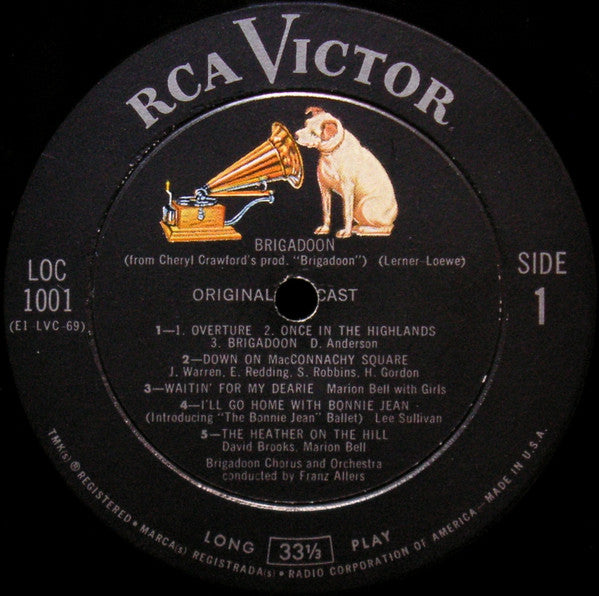 RCA VICTOR
BRIGADOON
(from Cheryl Crawford's prod. "Brigadoon") (Lerner-Loewe)
LOC
1001
(E1-LVC-69)
SIDE
1
ORIGINAL CAST
1—1. OVERTURE 2. ONCE IN THE HIGHLANDS
3. BRIGADOON D. Anderson
2—DOWN ON MacCONNACHY SQUARE
J. Warren, E. Redding, S. Robbins, H. Gordon
3—WAITIN' FOR MY DEARIE Marion Bell with Girls
4—I'LL GO HOME WITH BONNIE JEAN -
(Introducing "The Bonnie Jean" Ballet) Lee Sullivan
5—THE HEATHER ON THE HILL
David Brooks, Marion Bell
Brigadoon Chorus and Orchestra
conducted by Franz Allers
LONG 33⅓ PLAY
TMK(s) ® REGISTERED • MARCA(s) REGISTRADA(s) • RADIO CORPORATION OF AMERICA—MADE IN U.S.A.